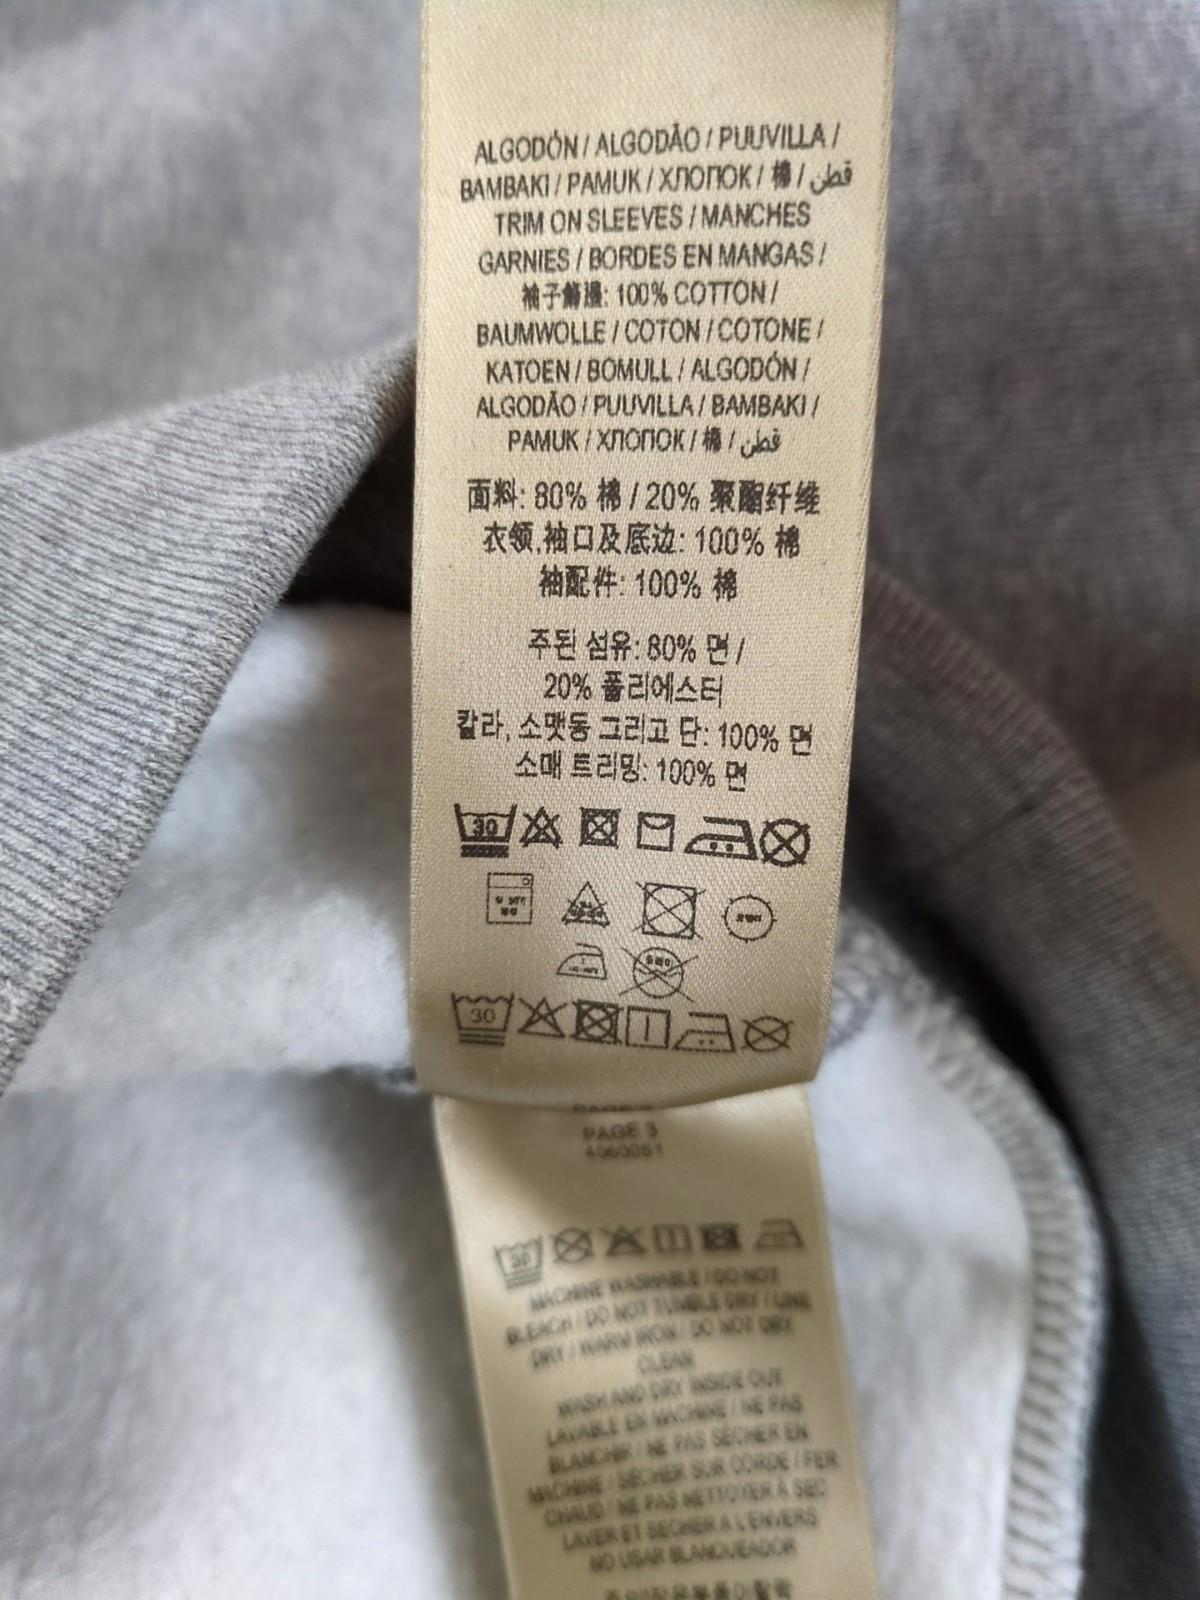 ALGODÓN / ALGODÃO / PUUVILLA /
BAMBAKI / PAMUK / ХЛОПОК / 棉 / قطن
TRIM ON SLEEVES / MANCHES
GARNIES / BORDES EN MANGAS /
袖子飾邊: 100% COTTON /
BAUMWOLLE / COTON / COTONE /
KATOEN / BOMULL / ALGODÓN /
ALGODÃO / PUUVILLA / BAMBAKI /
PAMUK / ХЛОПОК / 棉 / قطن
面料: 80% 棉 / 20% 聚酯纤维
衣领,袖口及底边: 100% 棉
袖配件: 100% 棉
주된 섬유: 80% 면 /
20% 폴리에스터
칼라, 소맷동 그리고 단: 100% 면
소매 트리밍: 100% 면
30
30
PAGE 3
30
MACHINE WASHABLE / DO NOT
BLEACH / DO NOT TUMBLE DRY / LINE
DRY / WARM IRON / DO NOT DRY
CLEAN
WASH AND DRY INSIDE OUT
LAVABLE EN MACHINE / NE PAS
BLANCHIR / NE PAS SÉCHER EN
MACHINE / SÉCHER SUR CORDE / FER
CHAUD / NE PAS NETTOYER À SEC
LAVER ET SÉCHER À L'ENVERS
NO USAR BLANQUEADOR